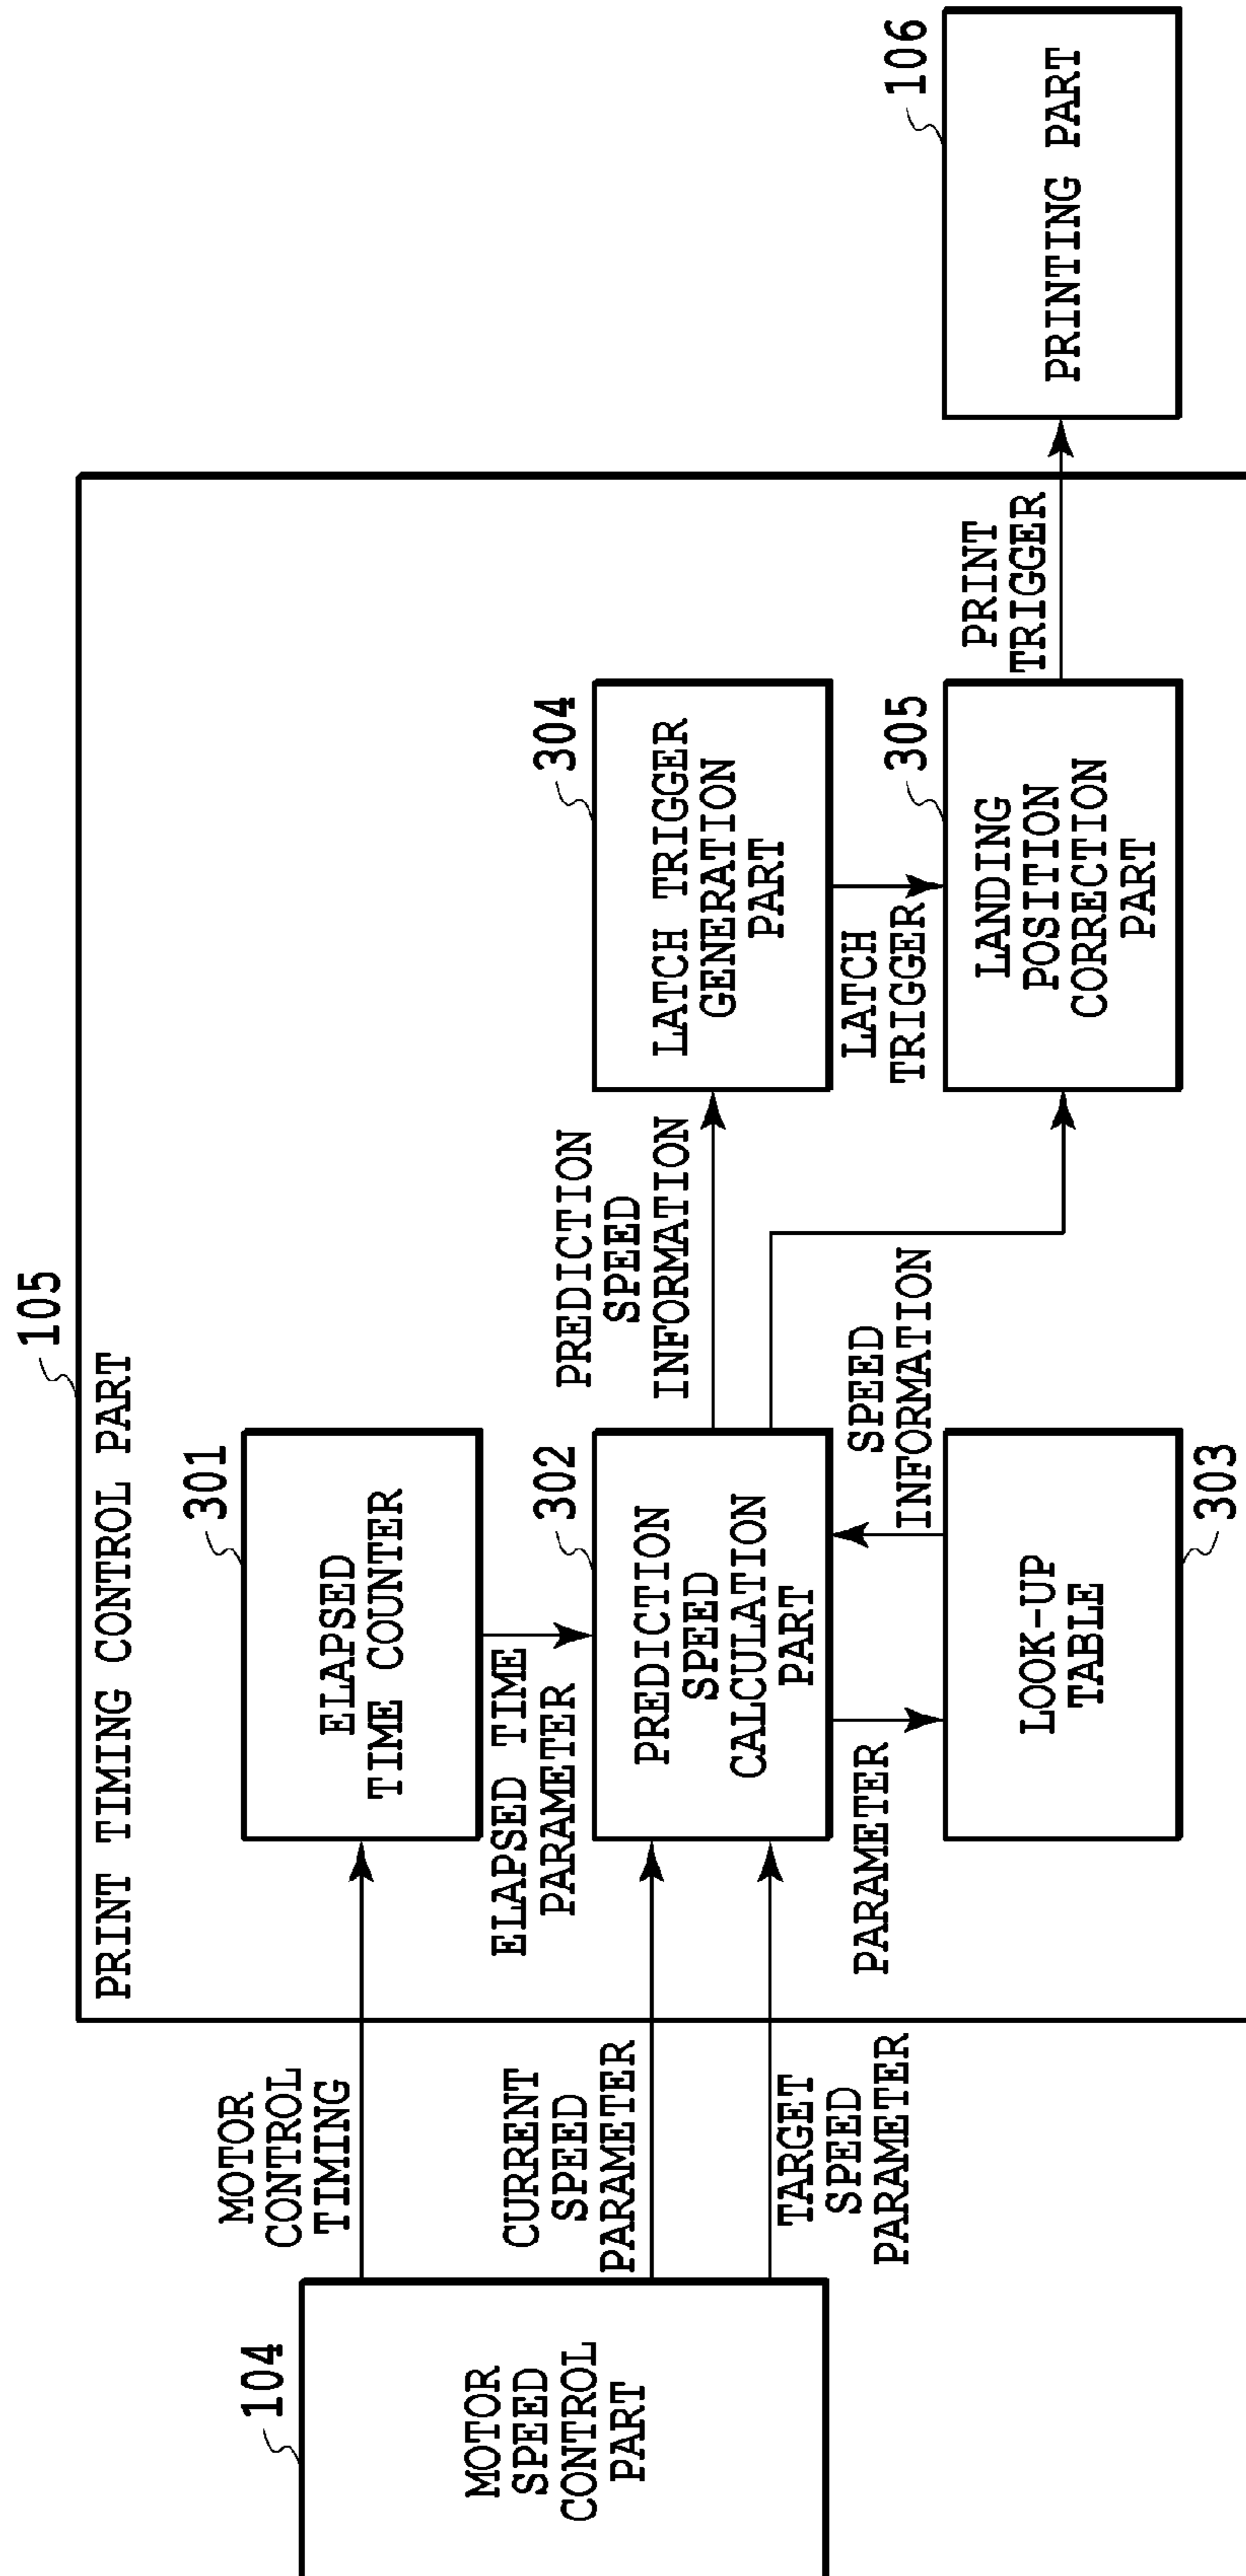 105
PRINT TIMING CONTROL PART
104
MOTOR
SPEED
CONTROL
PART
MOTOR
CONTROL
TIMING
CURRENT
SPEED
PARAMETER
TARGET
SPEED
PARAMETER
301
ELAPSED
TIME COUNTER
ELAPSED TIME
PARAMETER
302
PREDICTION
SPEED
CALCULATION
PART
PARAMETER
SPEED
INFORMATION
LOOK-UP
TABLE
303
PREDICTION
SPEED
INFORMATION
304
LATCH TRIGGER
GENERATION
PART
LATCH
TRIGGER
305
LANDING
POSITION
CORRECTION
PART
PRINT
TRIGGER
106
PRINTING PART